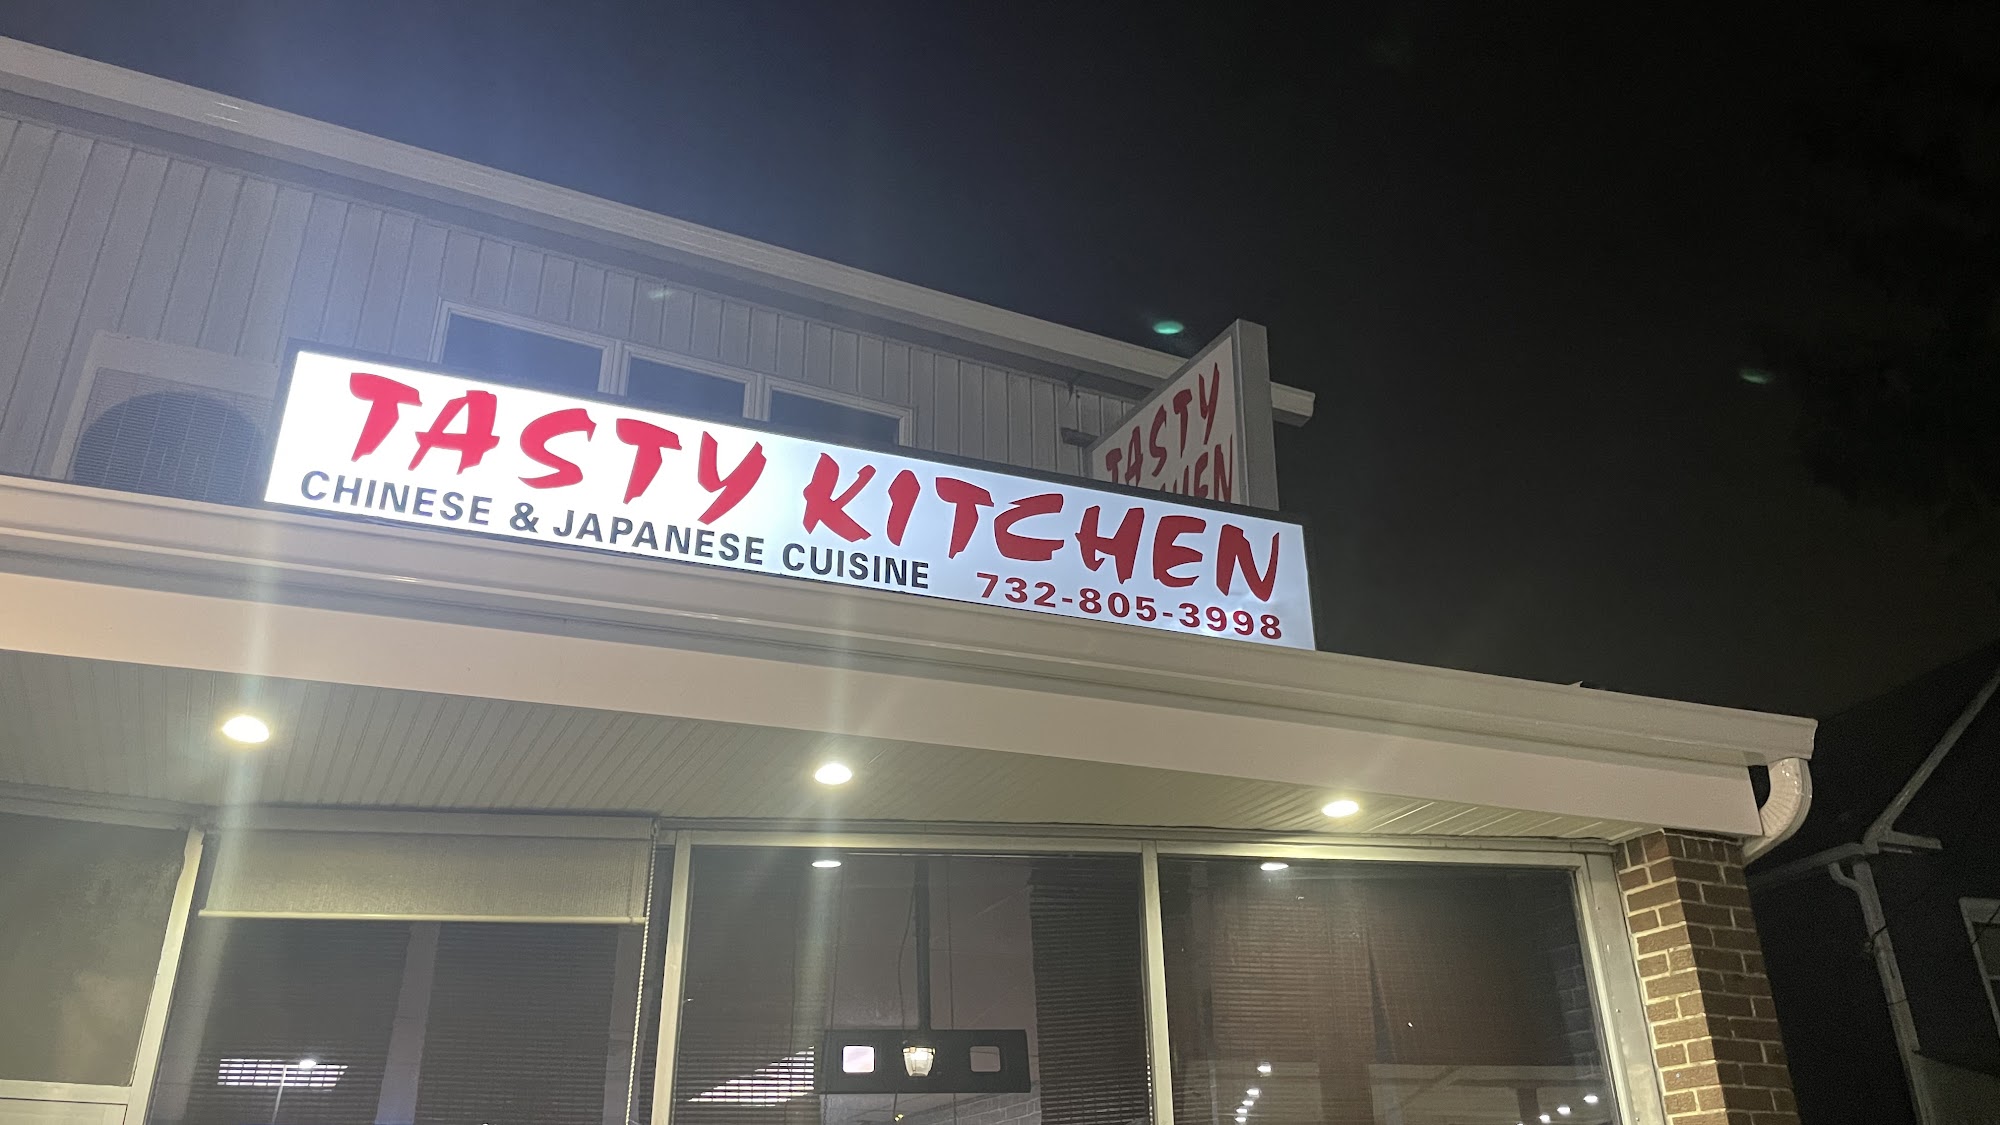 TASTY KITCHEN
CHINESE & JAPANESE CUISINE
732-805-3998
TASTY